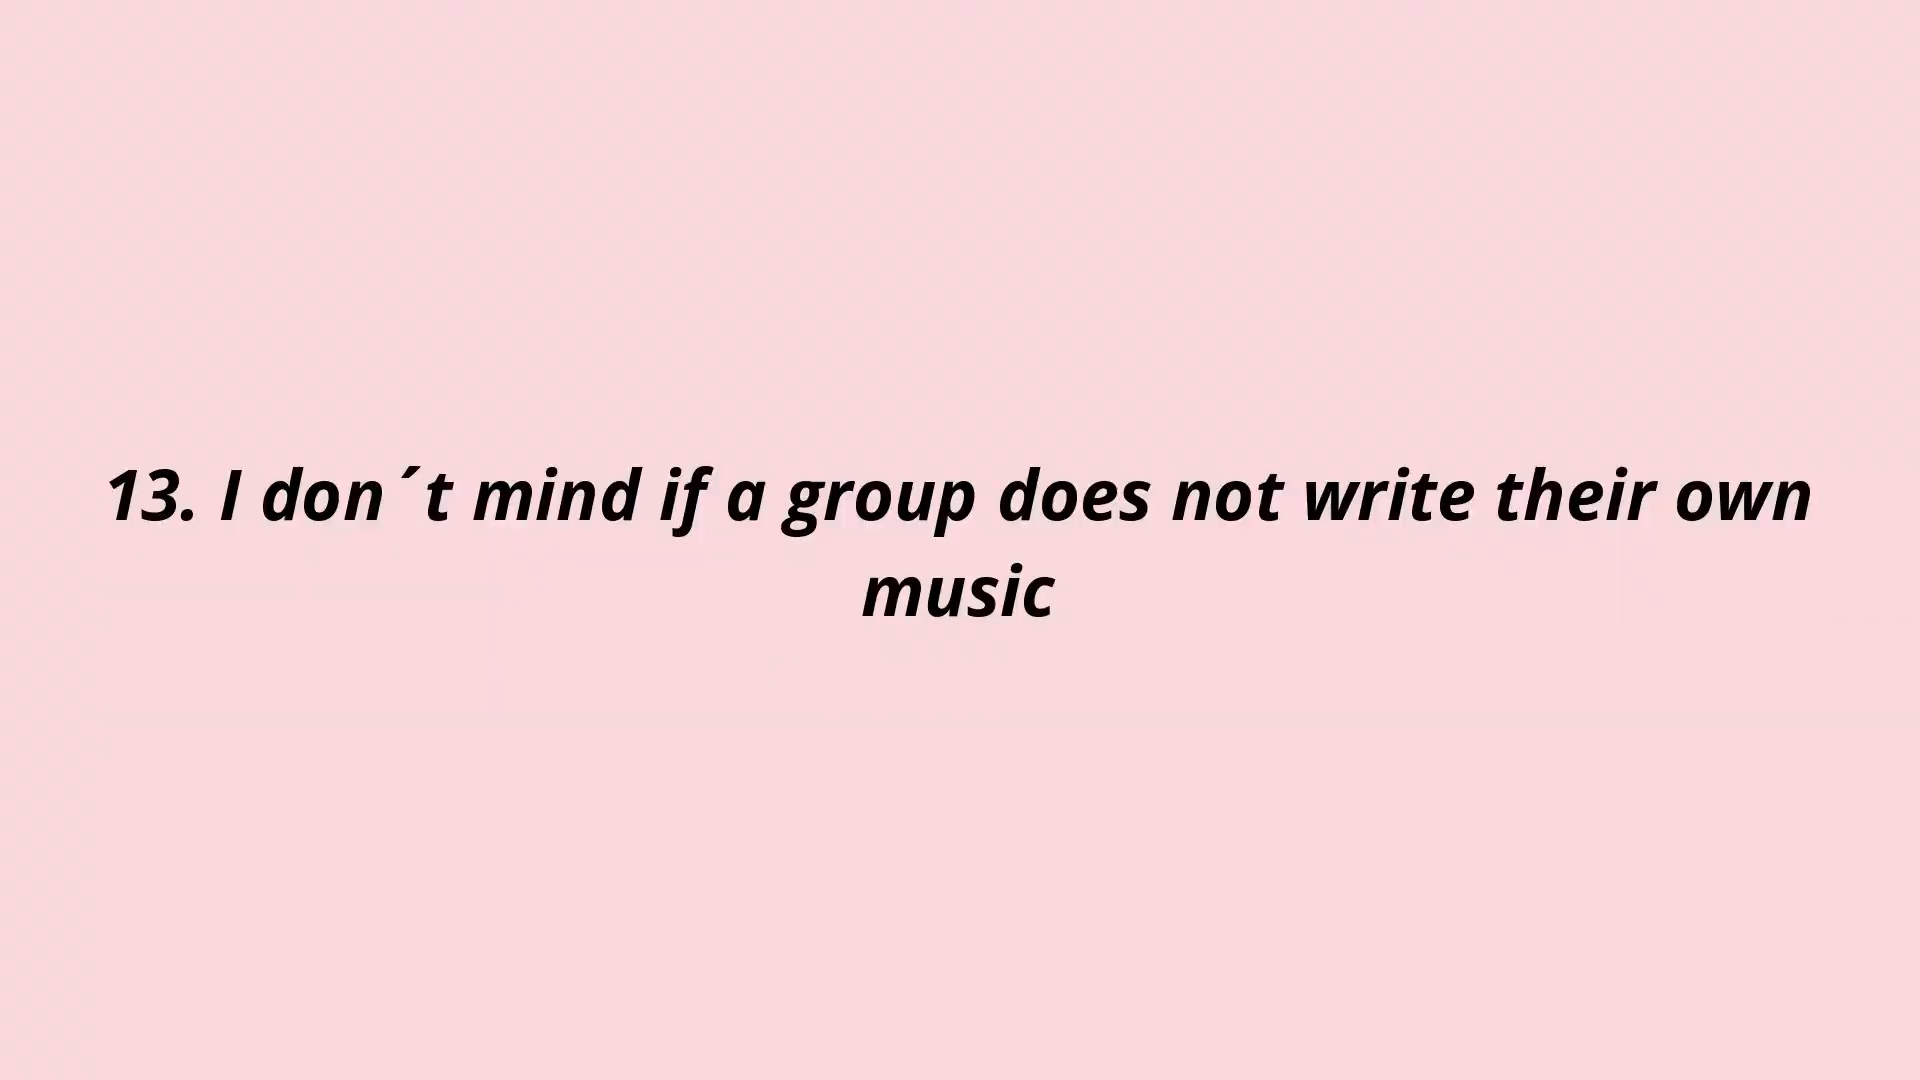 13. I don´t mind if a group does not write their own
music